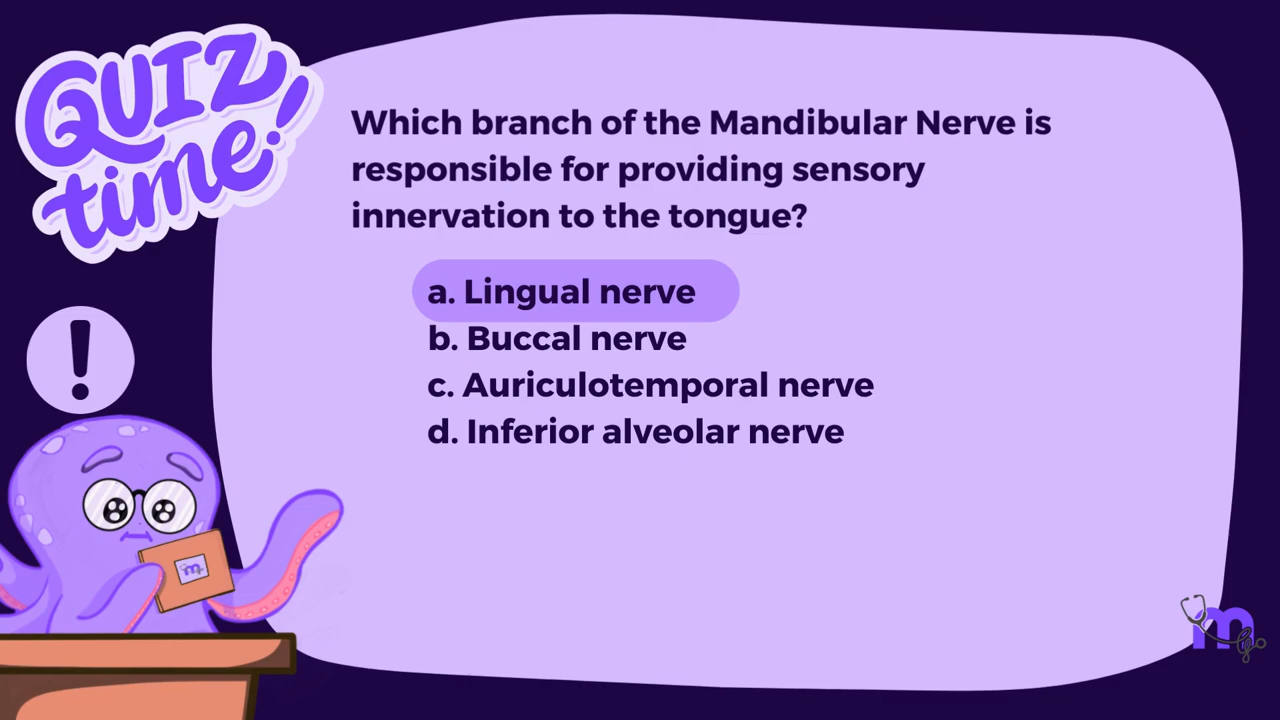 QUIZ
time!
Which branch of the Mandibular Nerve is
responsible for providing sensory
innervation to the tongue?
a. Lingual nerve
b. Buccal nerve
c. Auriculotemporal nerve
d. Inferior alveolar nerve
!
m
m
go